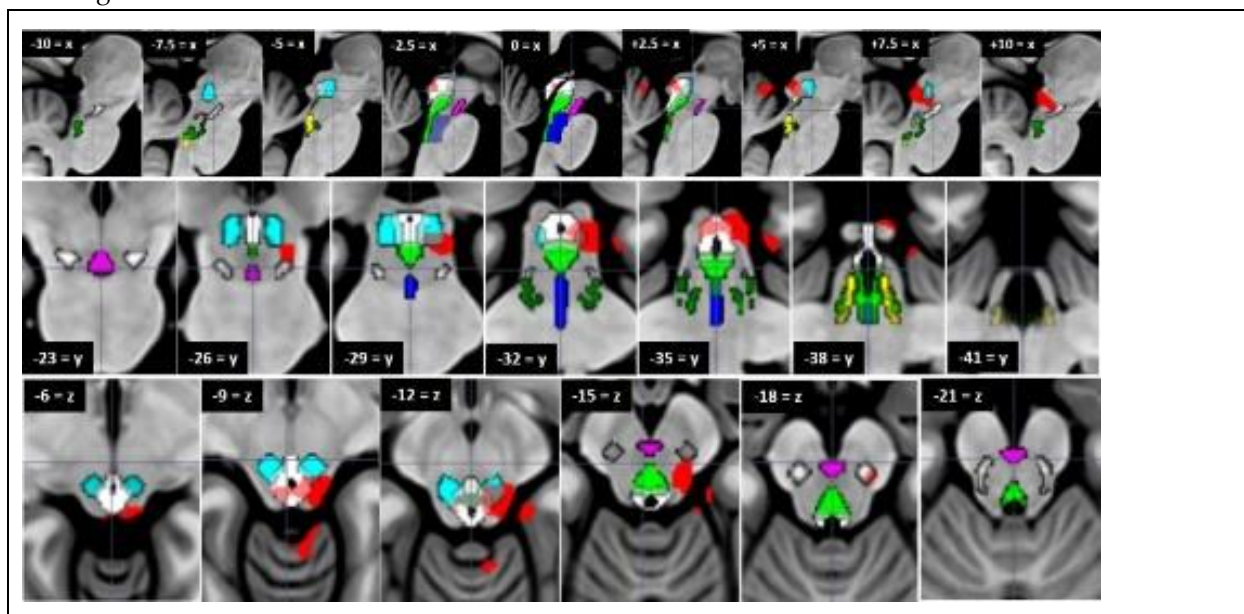 -10 = x -7.5 = x -5 = x -2.5 = x 0 = x +2.5 = x +5 = x +7.5 = x +10 = x
-23 = y -26 = y -29 = y -32 = y -35 = y -38 = y -41 = y
-6 = z -9 = z -12 = z -15 = z -18 = z -21 = z